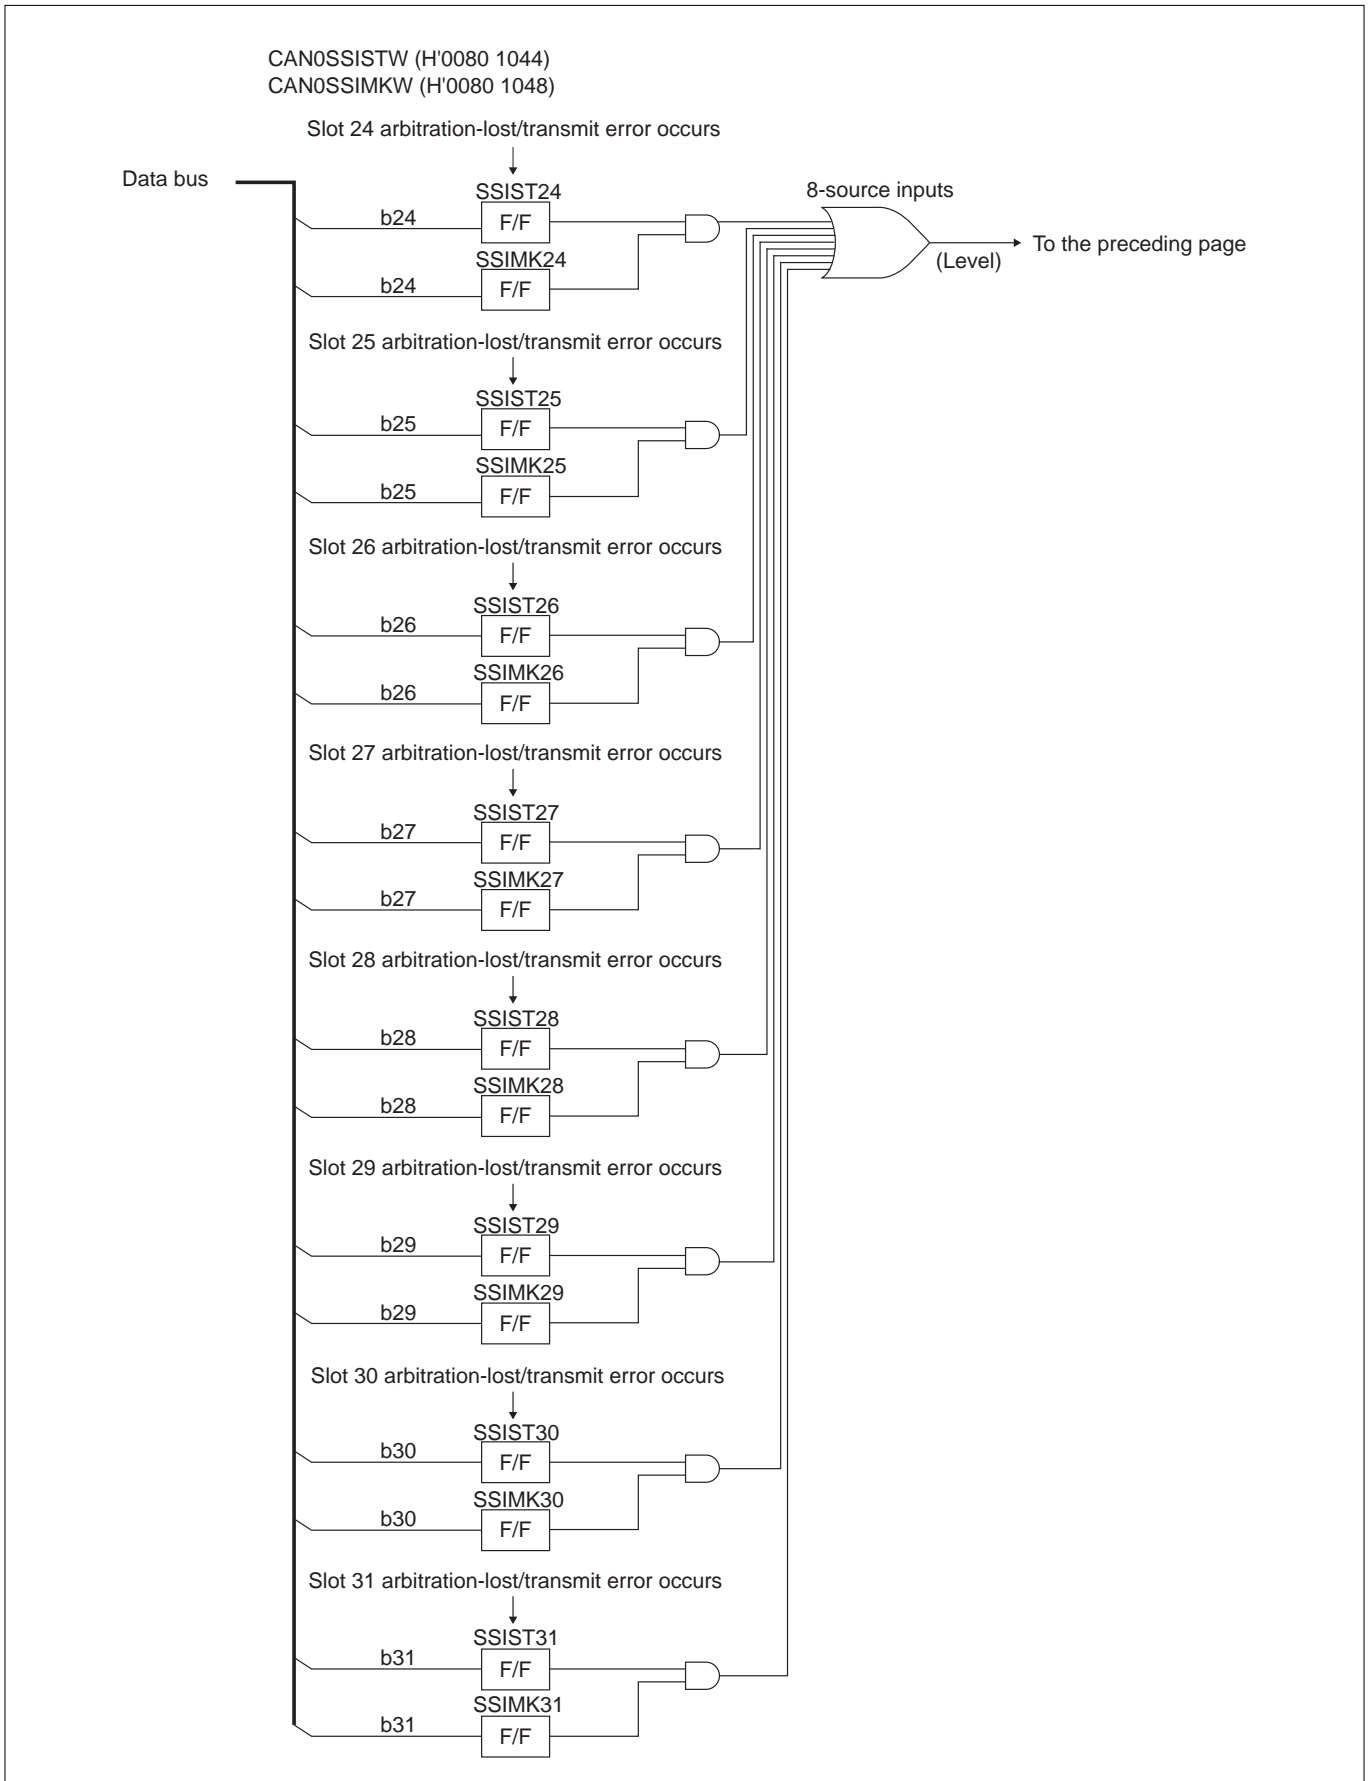 CAN0SSISTW (H'0080 1044)
CAN0SSIMKW (H'0080 1048)
Slot 24 arbitration-lost/transmit error occurs
Data bus
SSIST24
8-source inputs
b24
F/F
To the preceding page
(Level)
SSIMK24
b24
F/F
Slot 25 arbitration-lost/transmit error occurs
SSIST25
b25
F/F
SSIMK25
b25
F/F
Slot 26 arbitration-lost/transmit error occurs
SSIST26
b26
F/F
SSIMK26
b26
F/F
Slot 27 arbitration-lost/transmit error occurs
SSIST27
b27
F/F
SSIMK27
b27
F/F
Slot 28 arbitration-lost/transmit error occurs
SSIST28
b28
F/F
SSIMK28
b28
F/F
Slot 29 arbitration-lost/transmit error occurs
SSIST29
b29
F/F
SSIMK29
b29
F/F
Slot 30 arbitration-lost/transmit error occurs
SSIST30
b30
F/F
SSIMK30
b30
F/F
Slot 31 arbitration-lost/transmit error occurs
SSIST31
b31
F/F
SSIMK31
b31
F/F